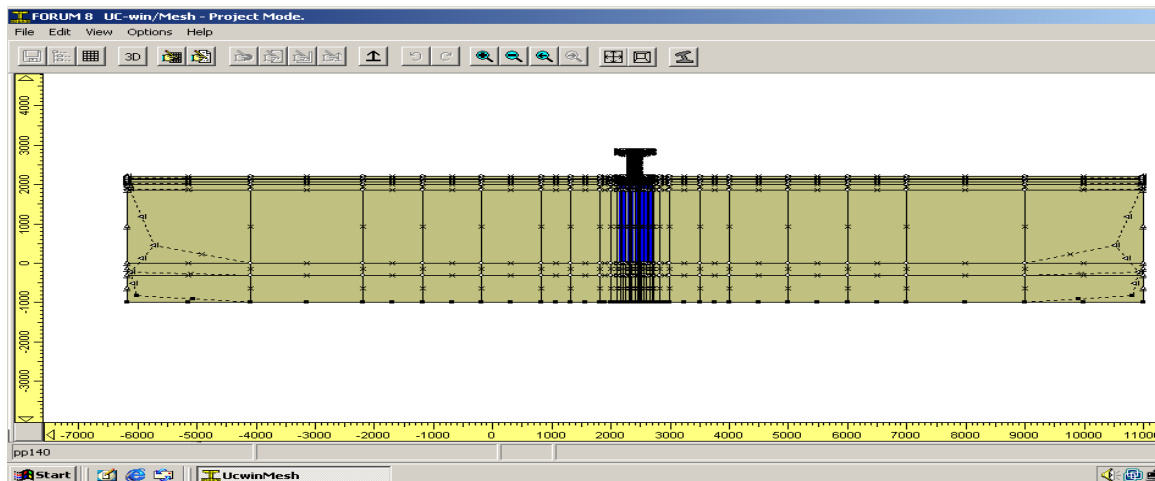 FORUM 8 UC-win/Mesh - Project Mode.
File Edit View Options Help
3D
4000
3000
2000
1000
0
-1000
-2000
-3000
-7000 -6000 -5000 -4000 -3000 -2000 -1000 0 1000 2000 3000 4000 5000 6000 7000 8000 9000 10000 1100
pp140
Start UcwinMesh